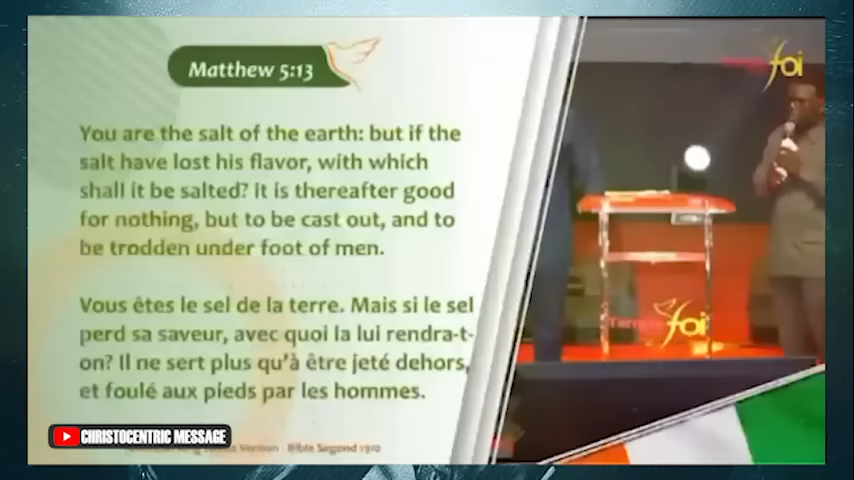 Matthew 5:13
You are the salt of the earth: but if the
salt have lost his flavor, with which
shall it be salted? it is thereafter good
for nothing, but to be cast out, and to
be trodden under foot of men.
Vous êtes le sel de la terre. Mais si le sel
perd sa saveur, avec quoi la lui rendra-t-
on? Il ne sert plus qu'à être jeté dehors,
et foulé aux pieds par les hommes.
Version - Bible Segond 1910
CHRISTOCENTRIC MESSAGE
foi
foi